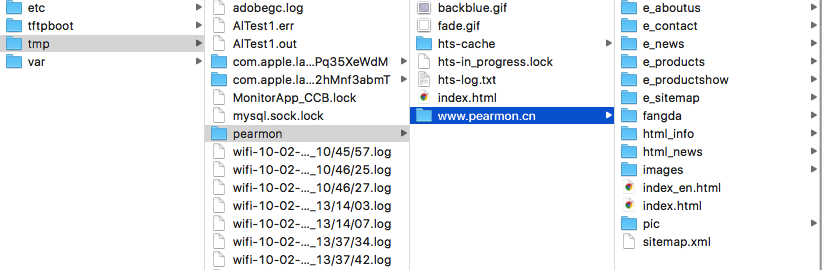 etc
tftpboot
tmp
var
adobegc.log
AlTest1.err
AlTest1.out
com.apple.la...Pq35XeWdM
com.apple.la...2hMnf3abmT
MonitorApp_CCB.lock
mysql.sock.lock
pearmon
wifi-10-02-..._10/45/57.log
wifi-10-02-..._10/46/25.log
wifi-10-02-..._10/46/27.log
wifi-10-02-..._13/14/03.log
wifi-10-02-..._13/14/07.log
wifi-10-02-..._13/37/34.log
wifi-10-02-..._13/37/42.log
backblue.gif
fade.gif
hts-cache
hts-in_progress.lock
hts-log.txt
index.html
www.pearmon.cn
e_aboutus
e_contact
e_news
e_products
e_productshow
e_sitemap
fangda
html_info
html_news
images
index_en.html
index.html
pic
sitemap.xml